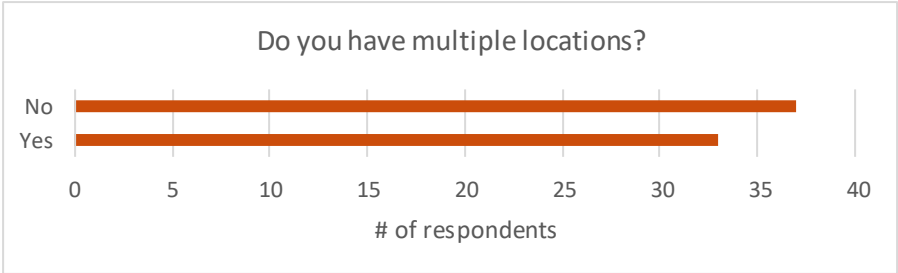 Do you have multiple locations?
No
Yes
0 5 10 15 20 25 30 35 40
# of respondents